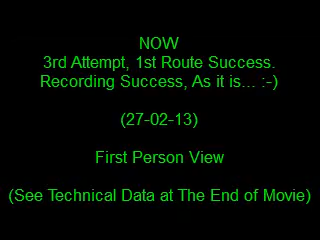 NOW
3rd Attempt, 1st Route Success.
Recording Success, As it is... :-)
(27-02-13)
First Person View
(See Technical Data at The End of Movie)